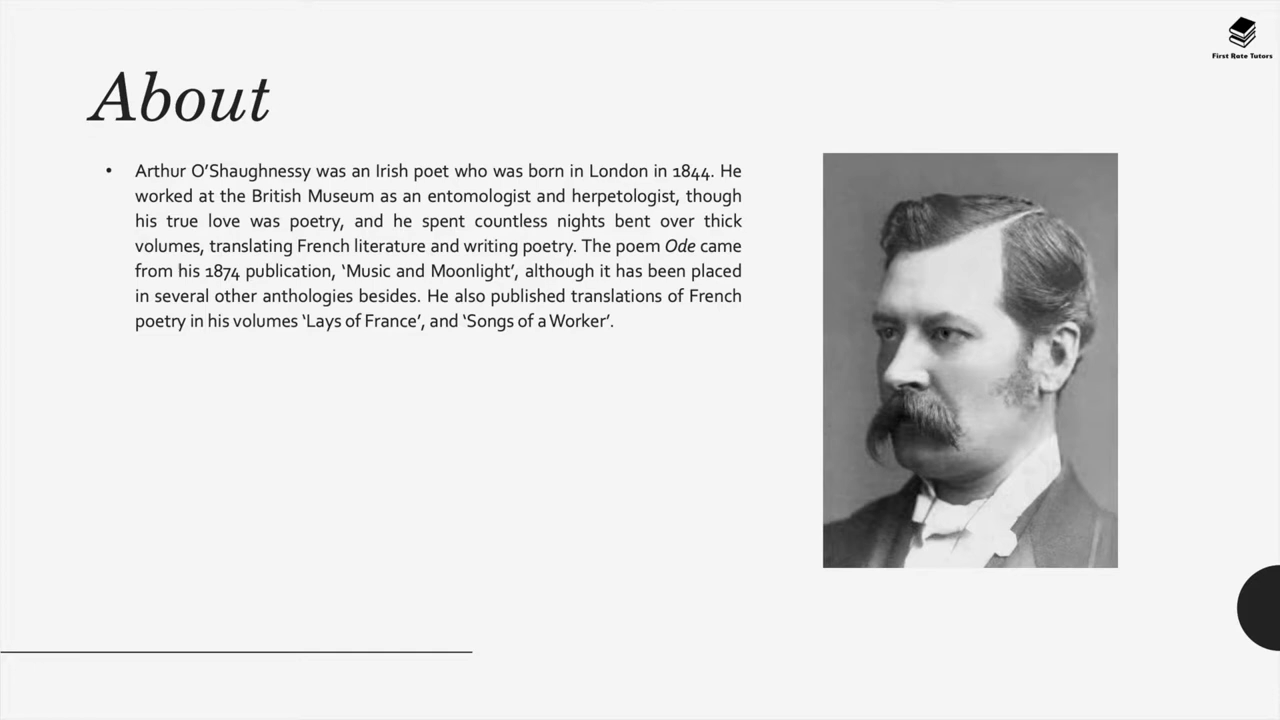 First Rate Tutors
About
• Arthur O’Shaughnessy was an Irish poet who was born in London in 1844. He
worked at the British Museum as an entomologist and herpetologist, though
his true love was poetry, and he spent countless nights bent over thick
volumes, translating French literature and writing poetry. The poem Ode came
from his 1874 publication, ‘Music and Moonlight’, although it has been placed
in several other anthologies besides. He also published translations of French
poetry in his volumes ‘Lays of France’, and ‘Songs of a Worker’.